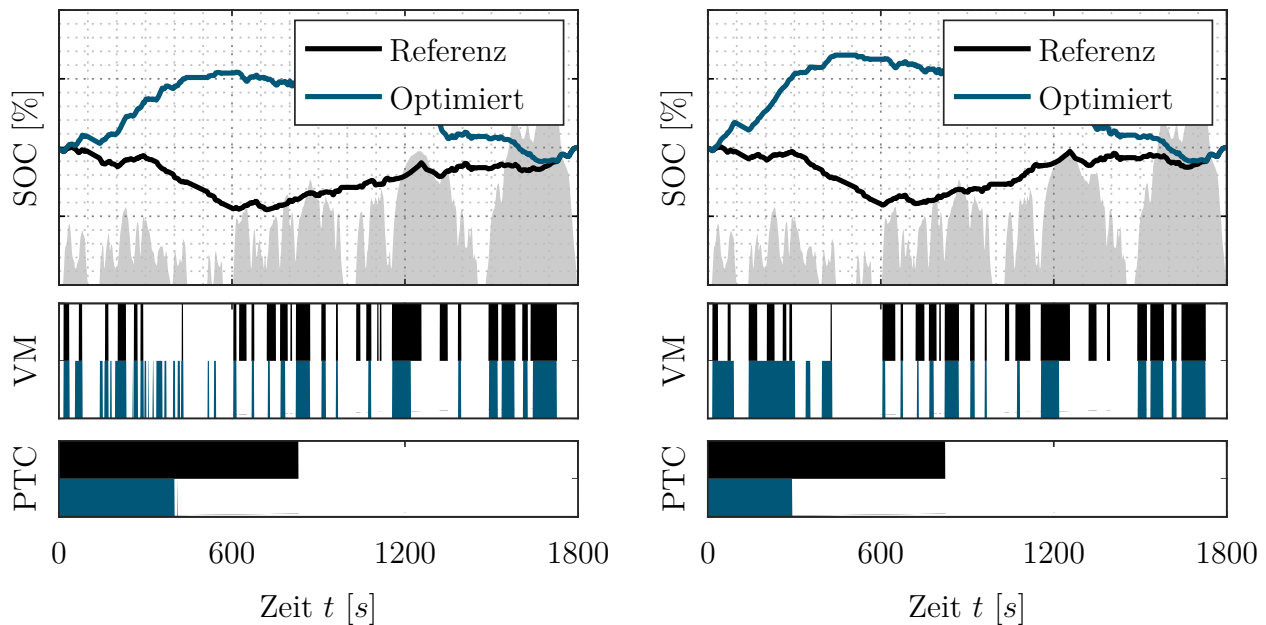 SOC [%]
Referenz
Optimiert
VM
PTC
0 600 1200 1800
Zeit t [s]
SOC [%]
Referenz
Optimiert
VM
PTC
0 600 1200 1800
Zeit t [s]